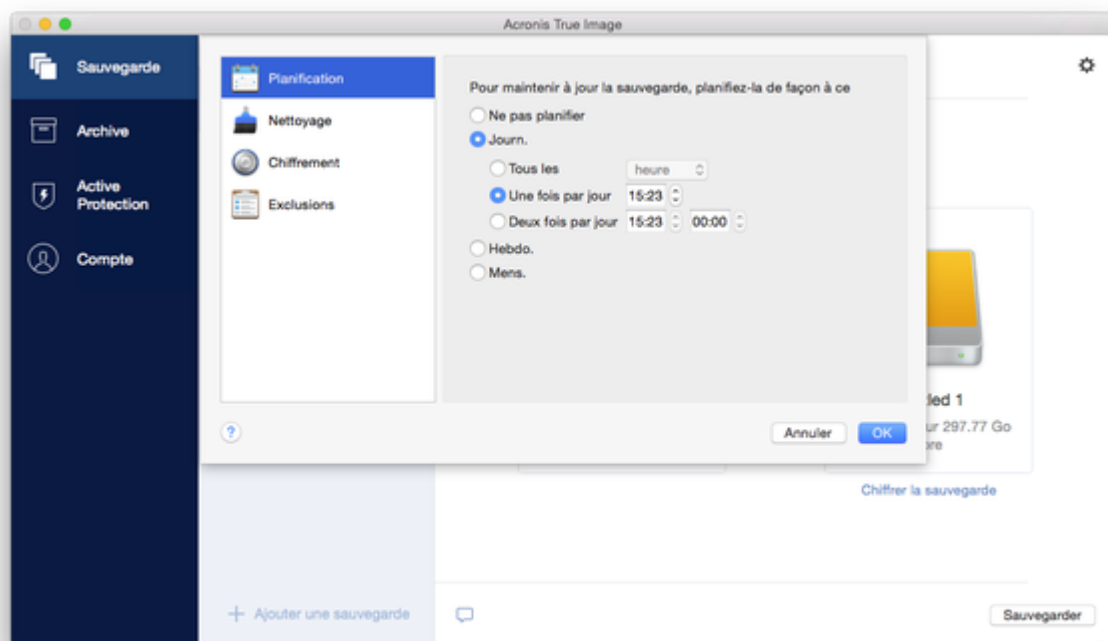 Acronis True Image
Sauvegarde
Archive
Active
Protection
Compte
Planification
Nettoyage
Chiffrement
Exclusions
Pour maintenir à jour la sauvegarde, planifiez-la de façon à ce
Ne pas planifier
Journ.
Tous les heure
Une fois par jour 15:23
Deux fois par jour 15:23 00:00
Hebdo.
Mens.
?
Annuler OK
led 1
ur 297.77 Go
re
Chiffrer la sauvegarde
+ Ajouter une sauvegarde
Sauvegarder